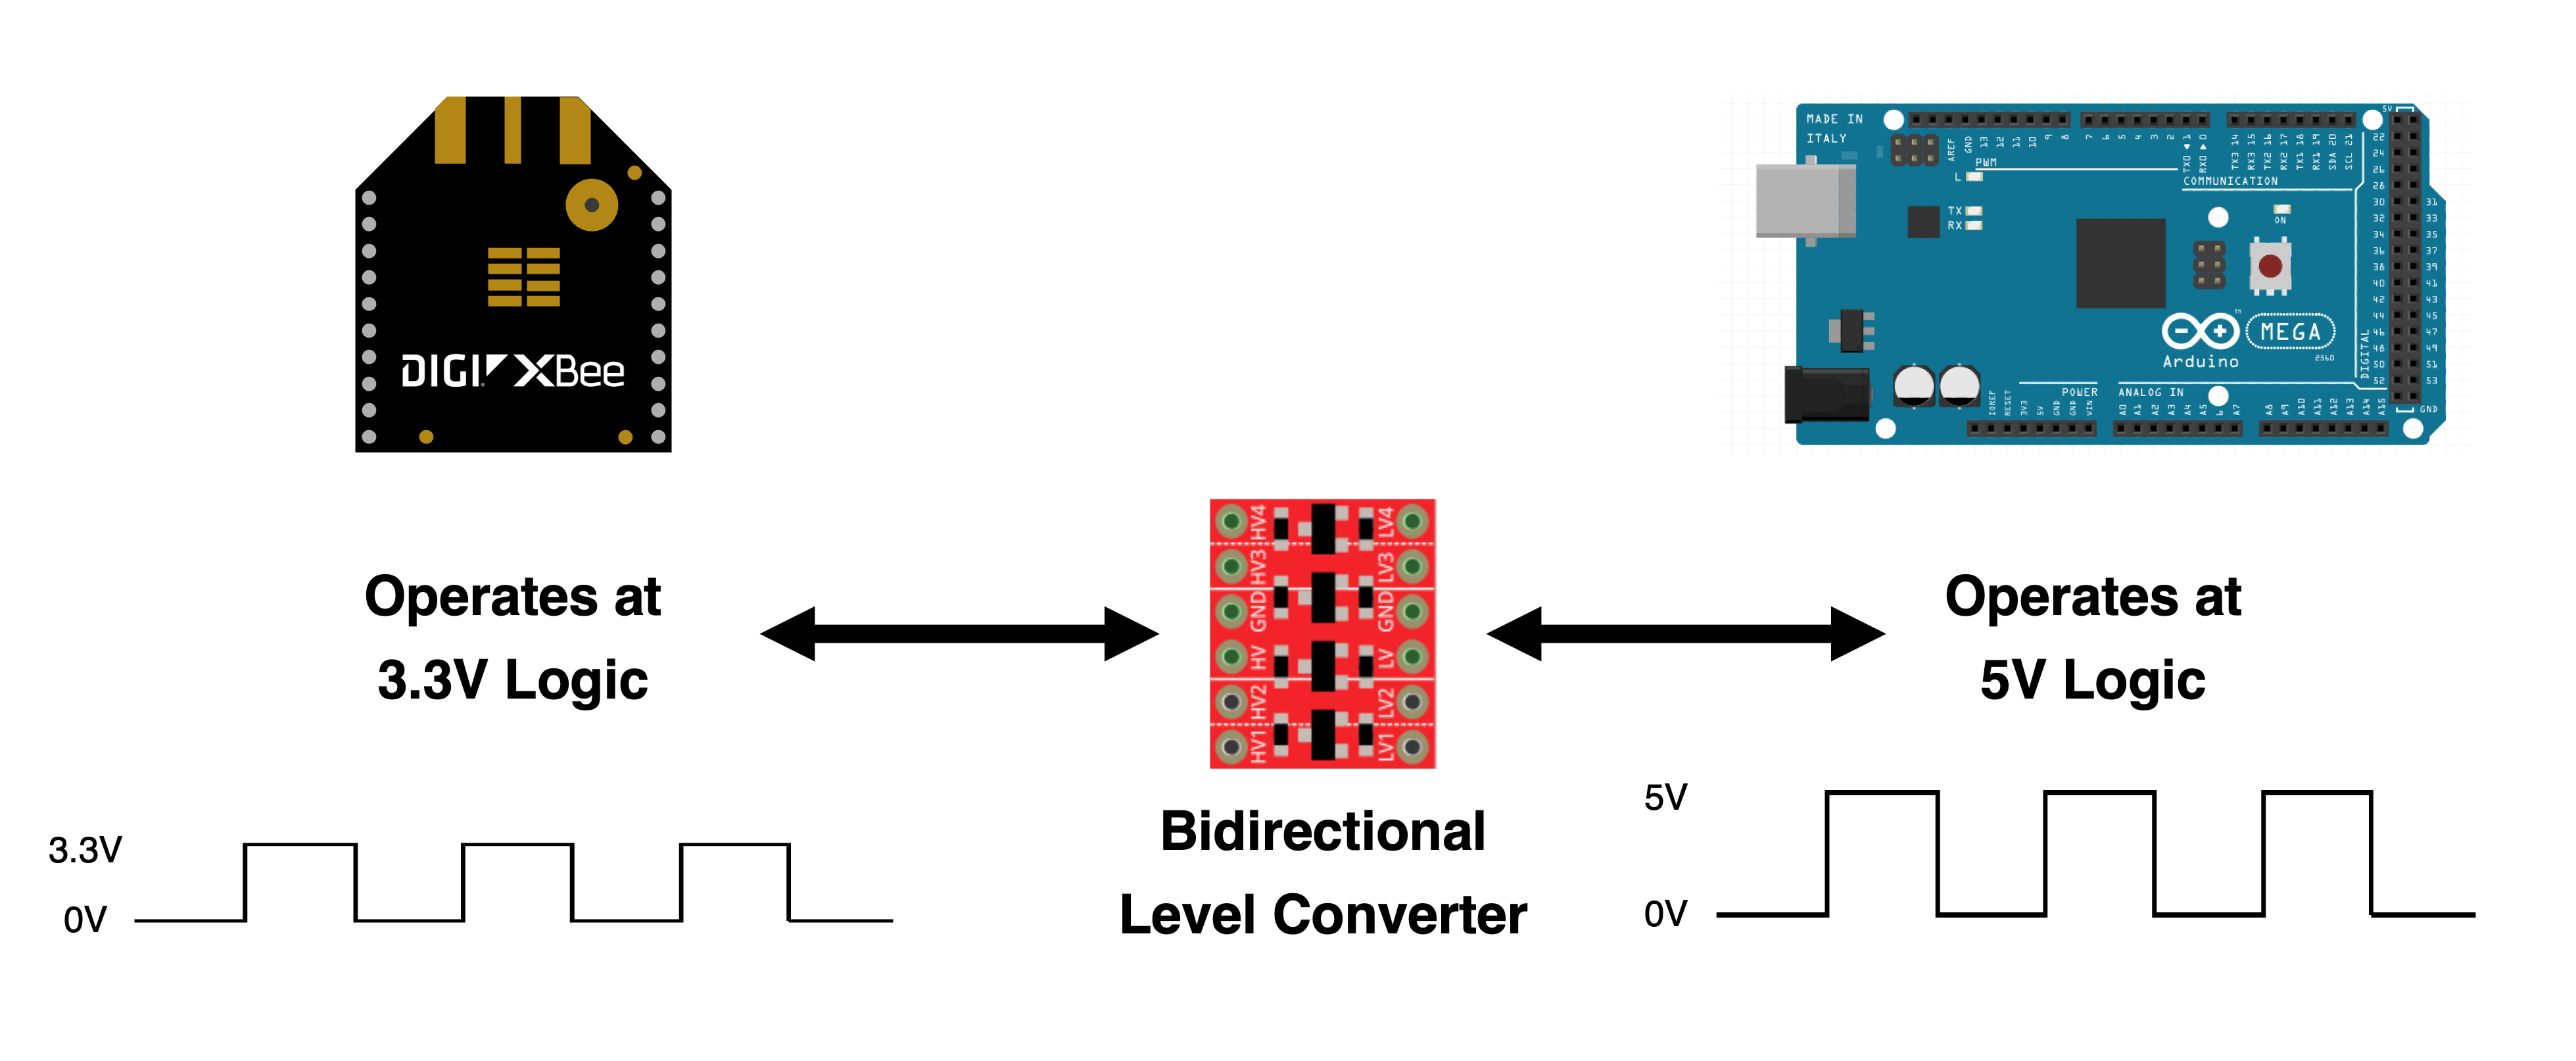 MADE IN
ITALY
AREF
GND
13
12
11
10
9
8
7
6
5
4
3
2
TX0 1
RX0 0
TX3 14
RX3 15
TX2 16
RX2 17
TX1 18
RX1 19
SDA 20
SCL 21
5V
PWM
COMMUNICATION
L
TX
RX
ON
22
24
26
28
30 31
32 33
34 35
36 37
38 39
40 41
42 43
44 45
46 47
48 49
50 51
52 53
DIGITAL
GND
MEGA
2560
TM
Arduino
POWER
ANALOG IN
IOREF
RESET
3V3
5V
GND
GND
VIN
A0
A1
A2
A3
A4
A5
6
A7
A8
A9
A10
A11
A12
A13
A14
A15
DIGI XBee
HV4 LV4
HV3 LV3
GND GND
HV LV
HV2 LV2
HV1 LV1
Operates at
3.3V Logic
Operates at
5V Logic
Bidirectional
Level Converter
3.3V
0V
5V
0V